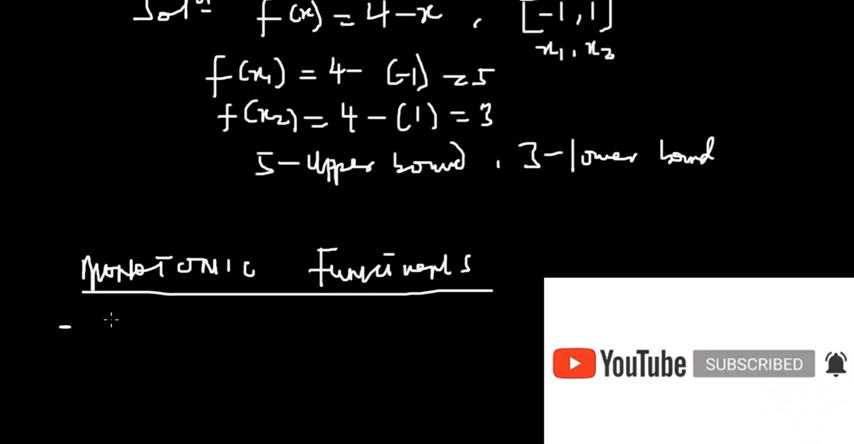 Solⁿ f(x) = 4-x , [-1,1]
x₁, x₂
f(x₁) = 4- (-1) = 5
f(x₂) = 4-(1) = 3
5-upper bound , 3-lower bound
MONOTONIC Functions
-
YouTube SUBSCRIBED